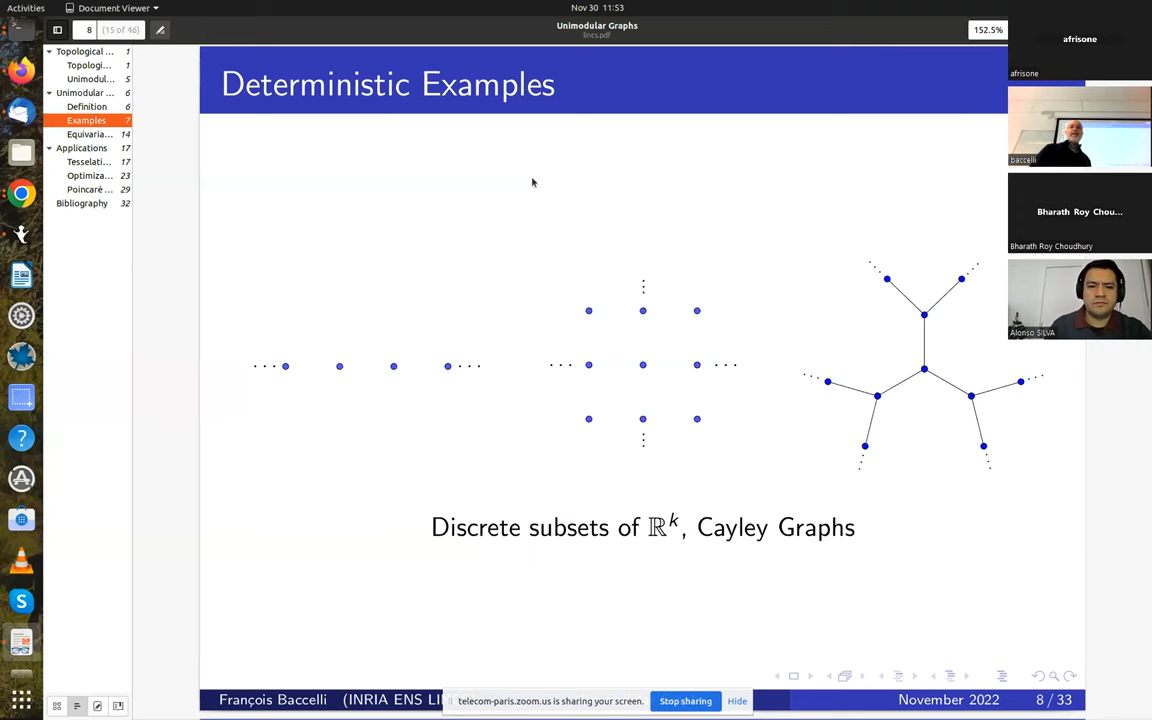 Activities
Document Viewer
Nov 30 11:53
8
(15 of 46)
Unimodular Graphs
lincs.pdf
152.5%
Topological ... 1
Topologi... 1
Unimodul... 5
Unimodular ... 6
Definition 6
Examples 7
Equivaria... 14
Applications 17
Tesselati... 17
Optimiza... 23
Poincaré ... 29
Bibliography 32
Deterministic Examples
Discrete subsets of ℝᵏ, Cayley Graphs
François Baccelli (INRIA ENS LI
November 2022 8 / 33
telecom-paris.zoom.us is sharing your screen.
Stop sharing
Hide
afrisone
afrisone
baccelli
Bharath Roy Chou...
Bharath Roy Choudhury
Alonso SILVA